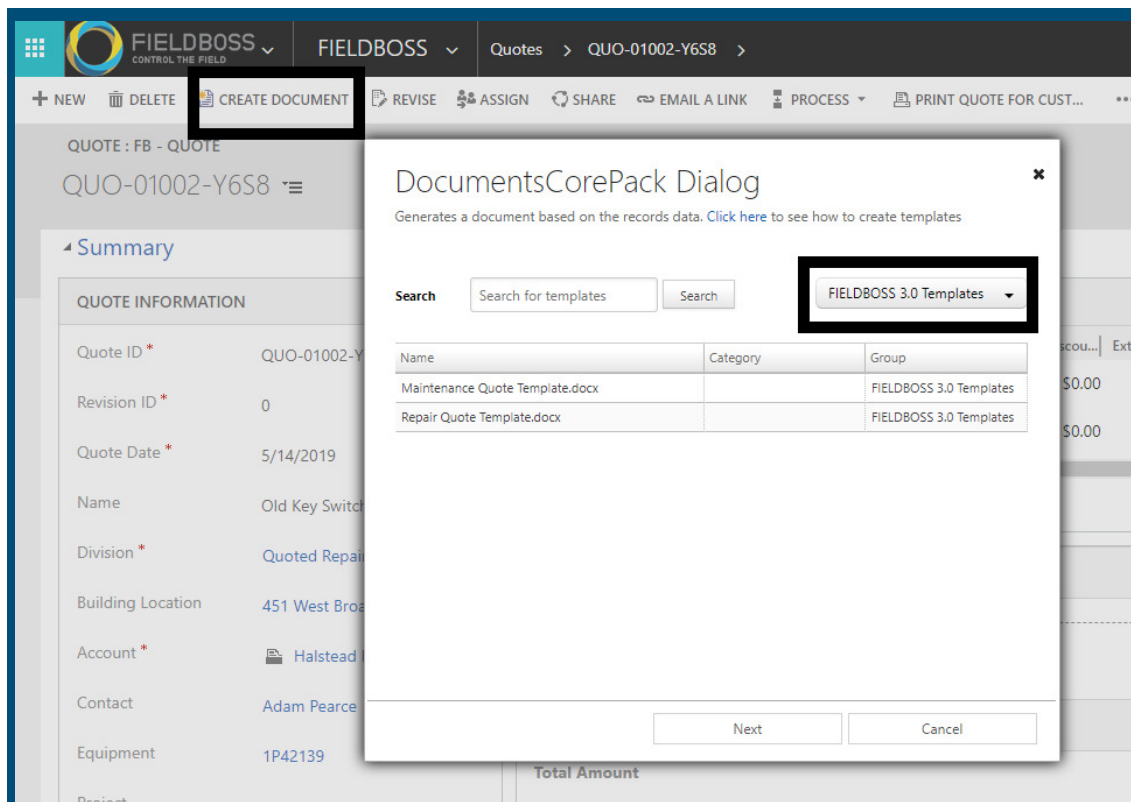 FIELDBOSS
CONTROL THE FIELD
FIELDBOSS
Quotes > QUO-01002-Y6S8 >
NEW DELETE CREATE DOCUMENT REVISE ASSIGN SHARE EMAIL A LINK PROCESS PRINT QUOTE FOR CUST... •••
QUOTE : FB - QUOTE
QUO-01002-Y6S8
Summary
QUOTE INFORMATION
Quote ID * QUO-01002-Y
Revision ID * 0
Quote Date * 5/14/2019
Name Old Key Switch
Division * Quoted Repai
Building Location 451 West Broa
Account * Halstead
Contact Adam Pearce
Equipment 1P42139
DocumentsCorePack Dialog
Generates a document based on the records data. Click here to see how to create templates
Search Search for templates Search FIELDBOSS 3.0 Templates
Name Category Group
Maintenance Quote Template.docx FIELDBOSS 3.0 Templates
Repair Quote Template.docx FIELDBOSS 3.0 Templates
Next Cancel
scou... Ext
$0.00
$0.00
Total Amount